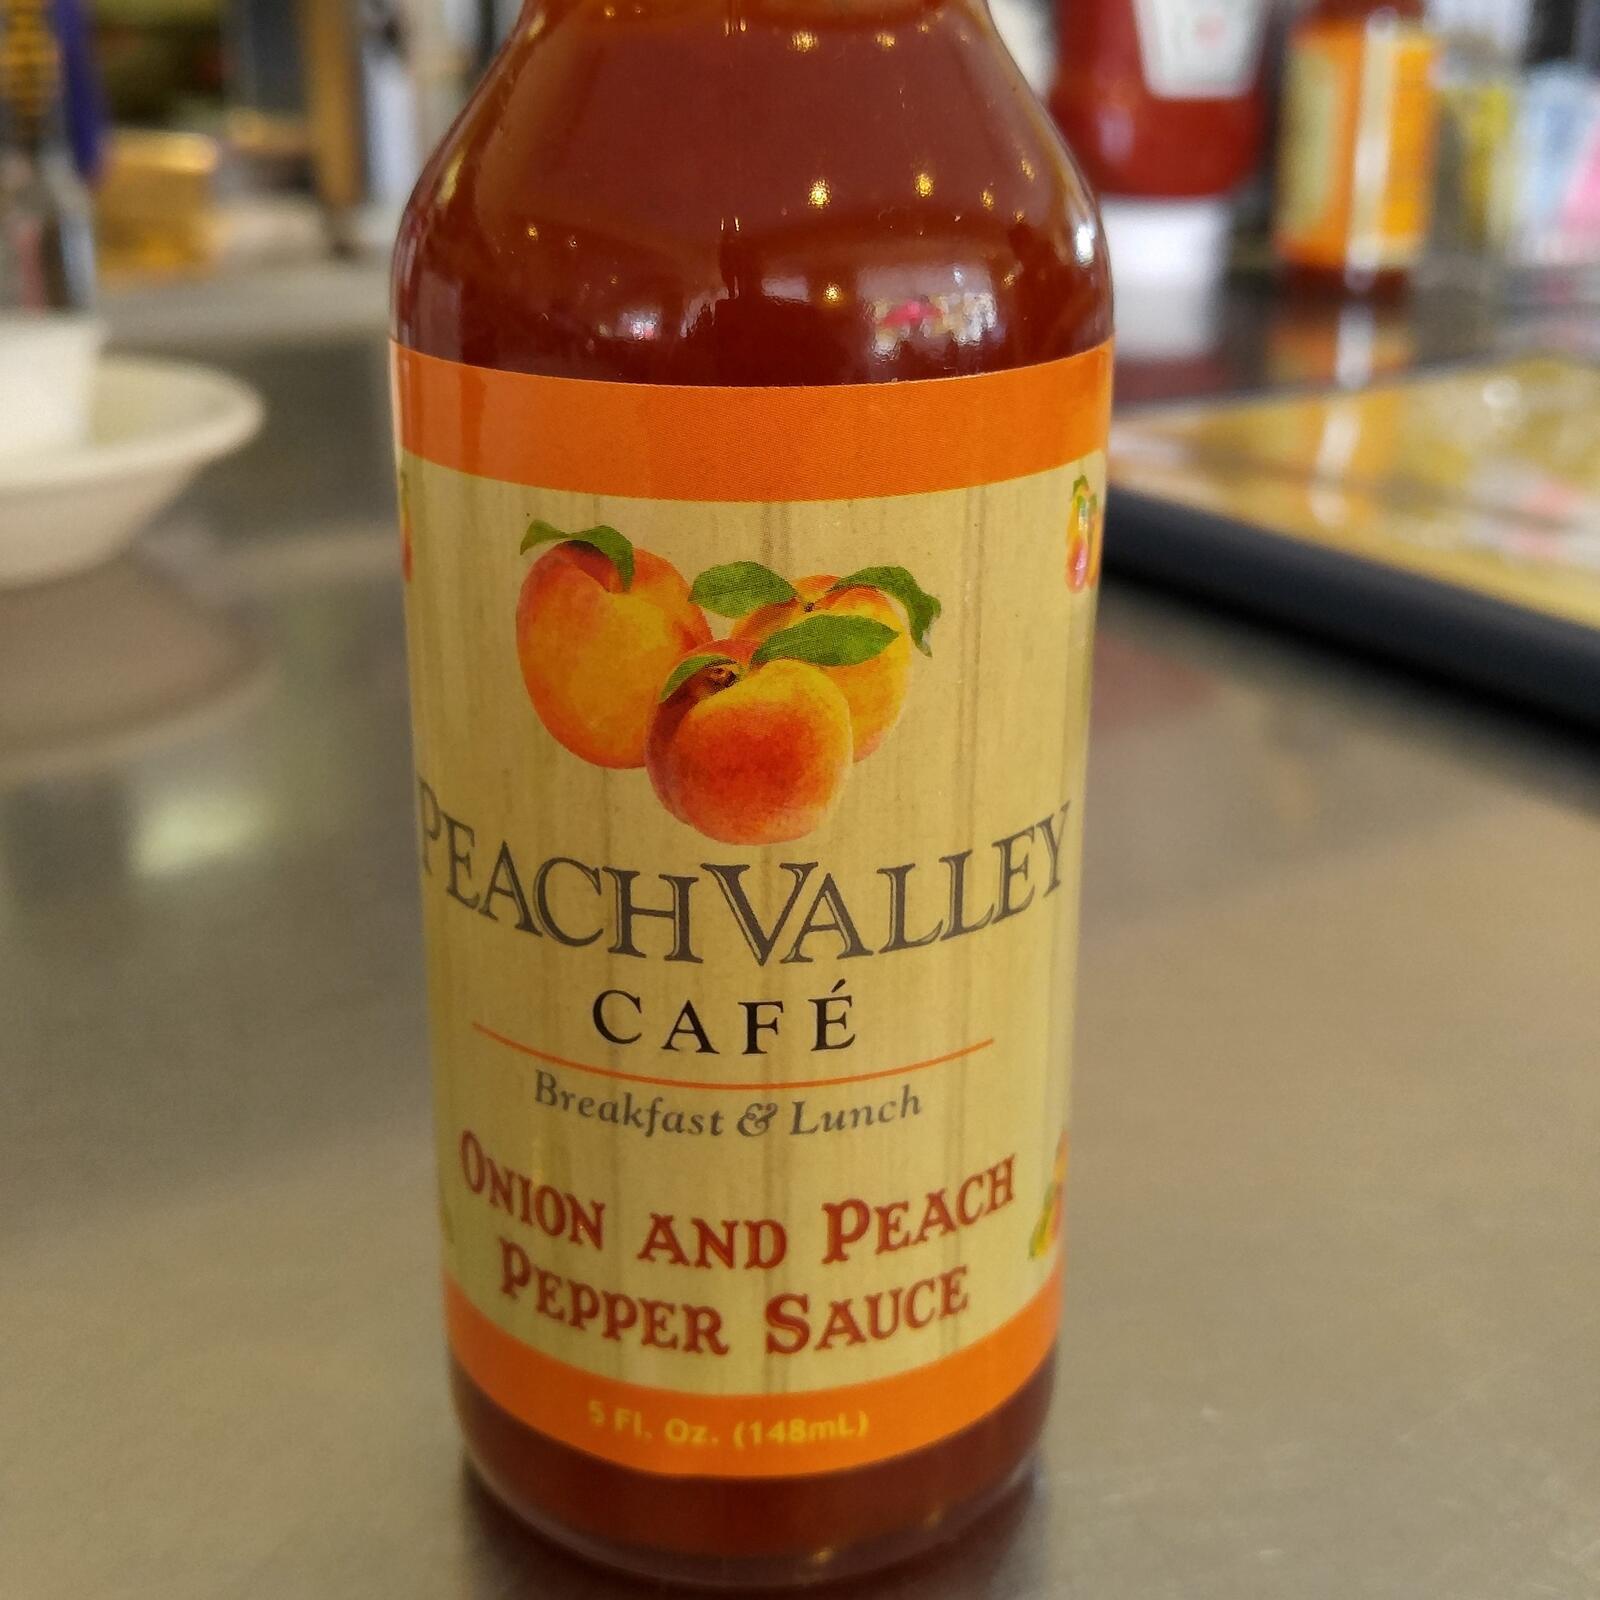 PEACH VALLEY
CAFÉ
Breakfast & Lunch
ONION AND PEACH
PEPPER SAUCE
5 Fl. Oz. (148mL)